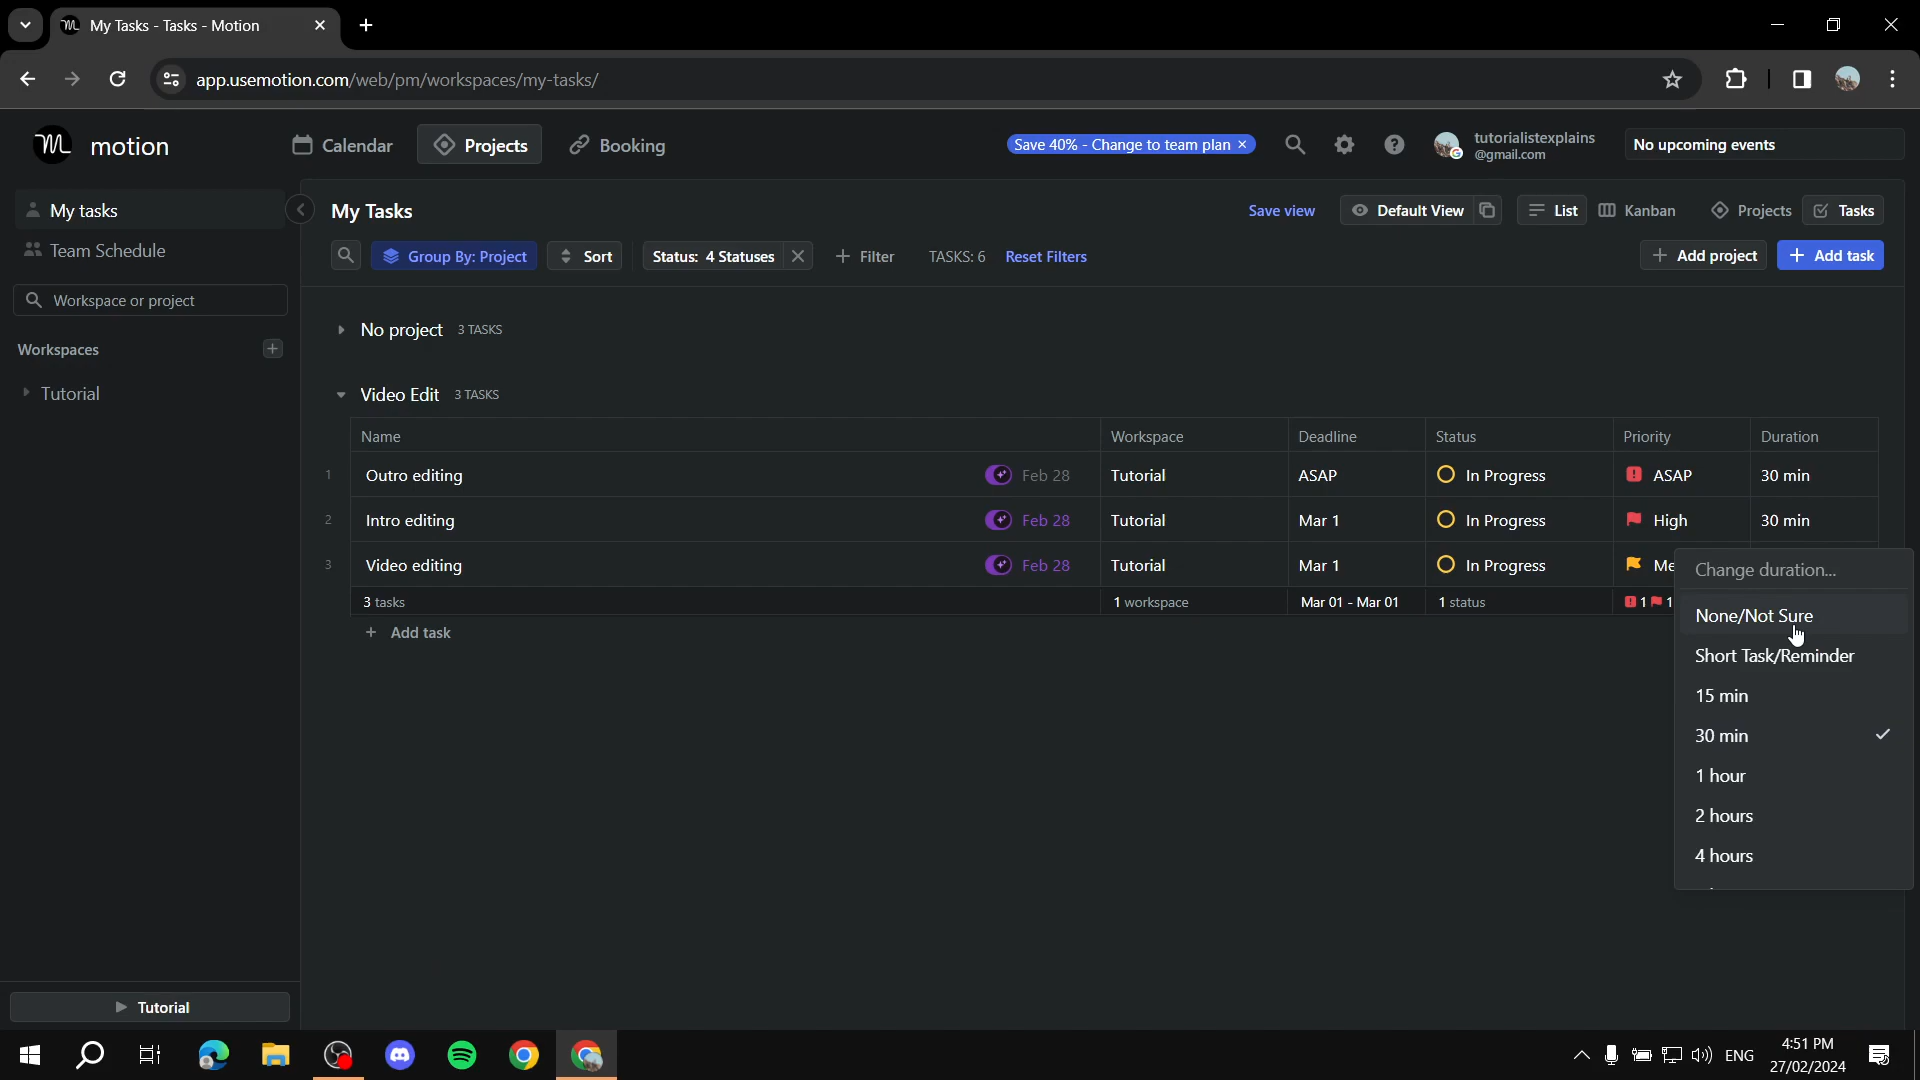 My Tasks - Tasks - Motion
app.usemotion.com/web/pm/workspaces/my-tasks/
motion
Calendar
Projects
Booking
Save 40% - Change to team plan ×
tutorialistexplains
@gmail.com
No upcoming events
My tasks
Team Schedule
Workspace or project
Workspaces
Tutorial
My Tasks
Save view
Default View
List
Kanban
Projects
Tasks
Group By: Project
Sort
Status: 4 Statuses
+ Filter
TASKS: 6
Reset Filters
+ Add project
+ Add task
No project 3 TASKS
Video Edit 3 TASKS
Name Workspace Deadline Status Priority Duration
1 Outro editing Feb 28 Tutorial ASAP In Progress ASAP 30 min
2 Intro editing Feb 28 Tutorial Mar 1 In Progress High 30 min
3 Video editing Feb 28 Tutorial Mar 1 In Progress Me
3 tasks 1 workspace Mar 01 - Mar 01 1 status 1 1
+ Add task
Change duration...
None/Not Sure
Short Task/Reminder
15 min
30 min
1 hour
2 hours
4 hours
Tutorial
ENG
4:51 PM
27/02/2024